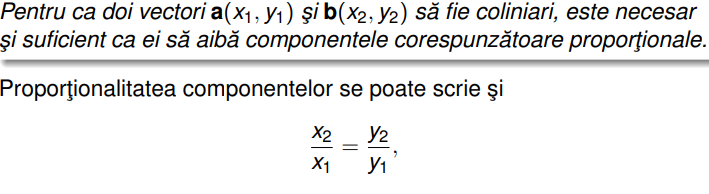 Pentru ca doi vectori a(x₁, y₁) şi b(x₂, y₂) să fie coliniari, este necesar
şi suficient ca ei să aibă componentele corespunzătoare proporţionale.
Proporţionalitatea componentelor se poate scrie şi
x₂/x₁ = y₂/y₁,